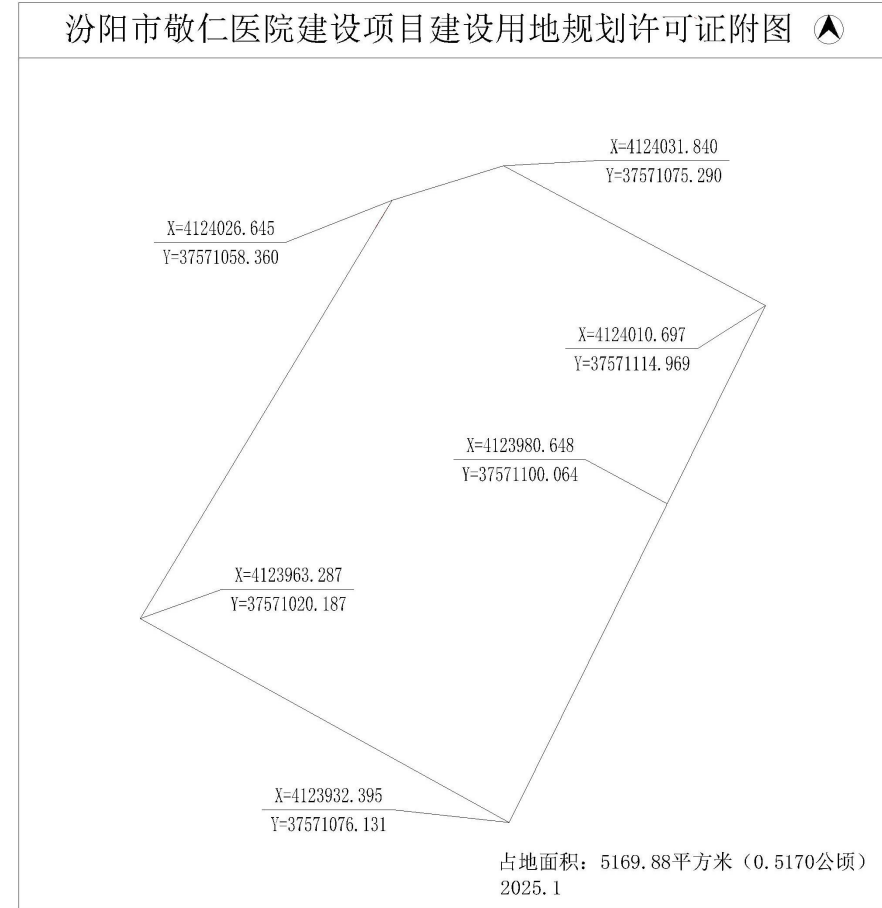 汾阳市敬仁医院建设项目建设用地规划许可证附图
X=4124031.840
Y=37571075.290
X=4124026.645
Y=37571058.360
X=4124010.697
Y=37571114.969
X=4123980.648
Y=37571100.064
X=4123963.287
Y=37571020.187
X=4123932.395
Y=37571076.131
占地面积：5169.88平方米（0.5170公顷）
2025.1